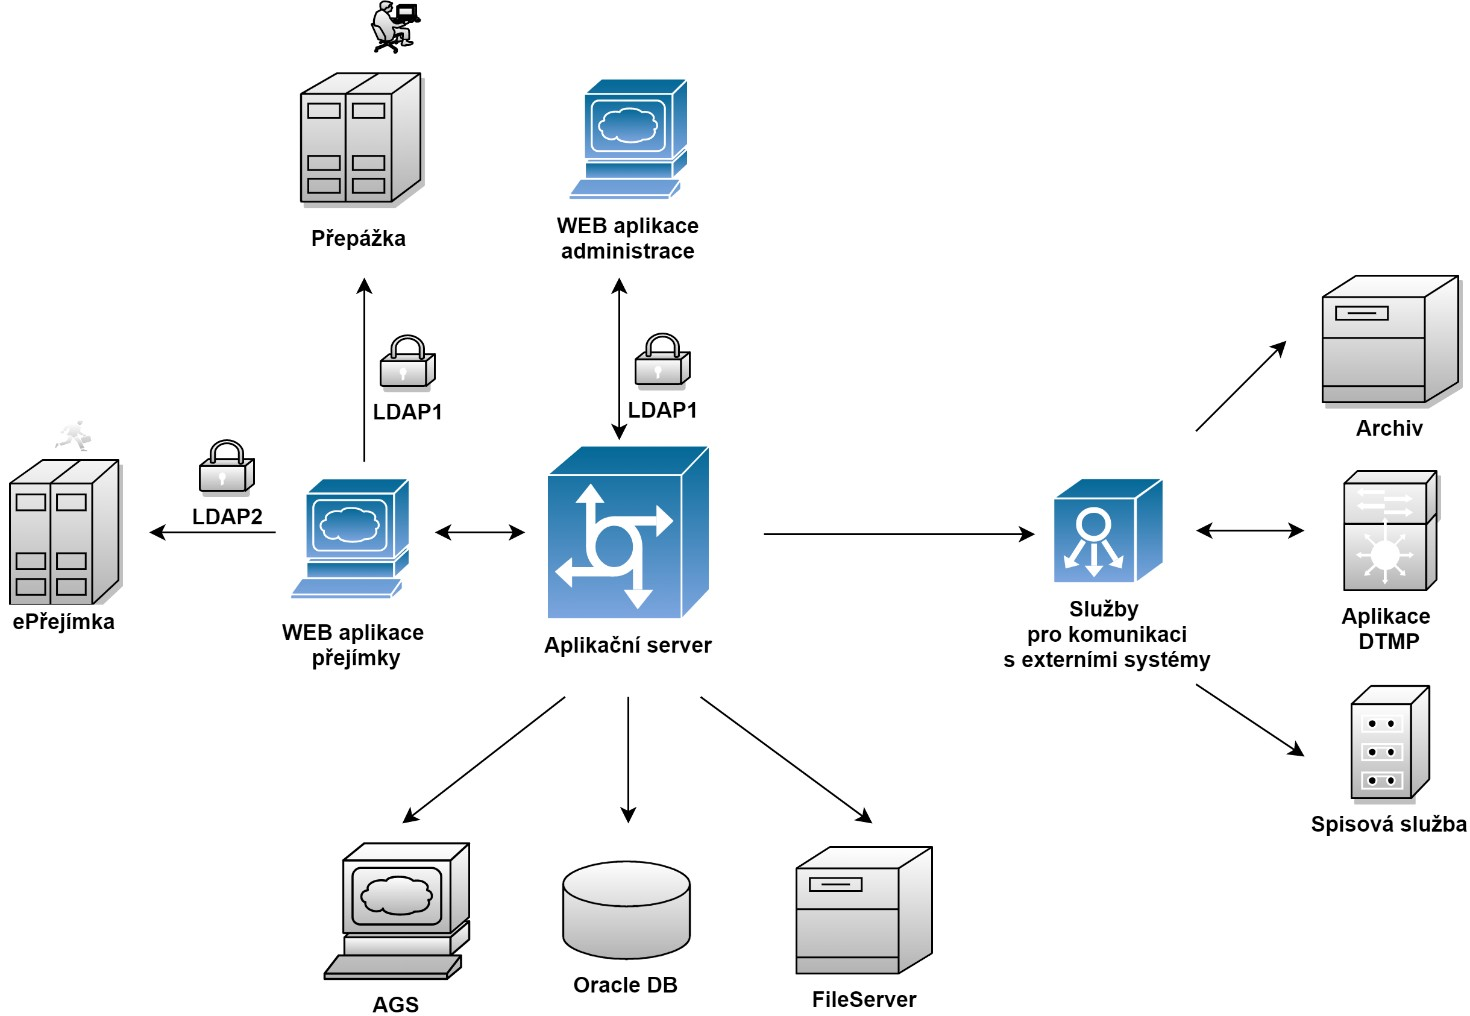 Přepážka
WEB aplikace
administrace
LDAP1
LDAP1
Archiv
LDAP2
ePřejímka
WEB aplikace
přejímky
Aplikační server
Služby
pro komunikaci
s externími systémy
Aplikace
DTMP
Spisová služba
AGS
Oracle DB
FileServer